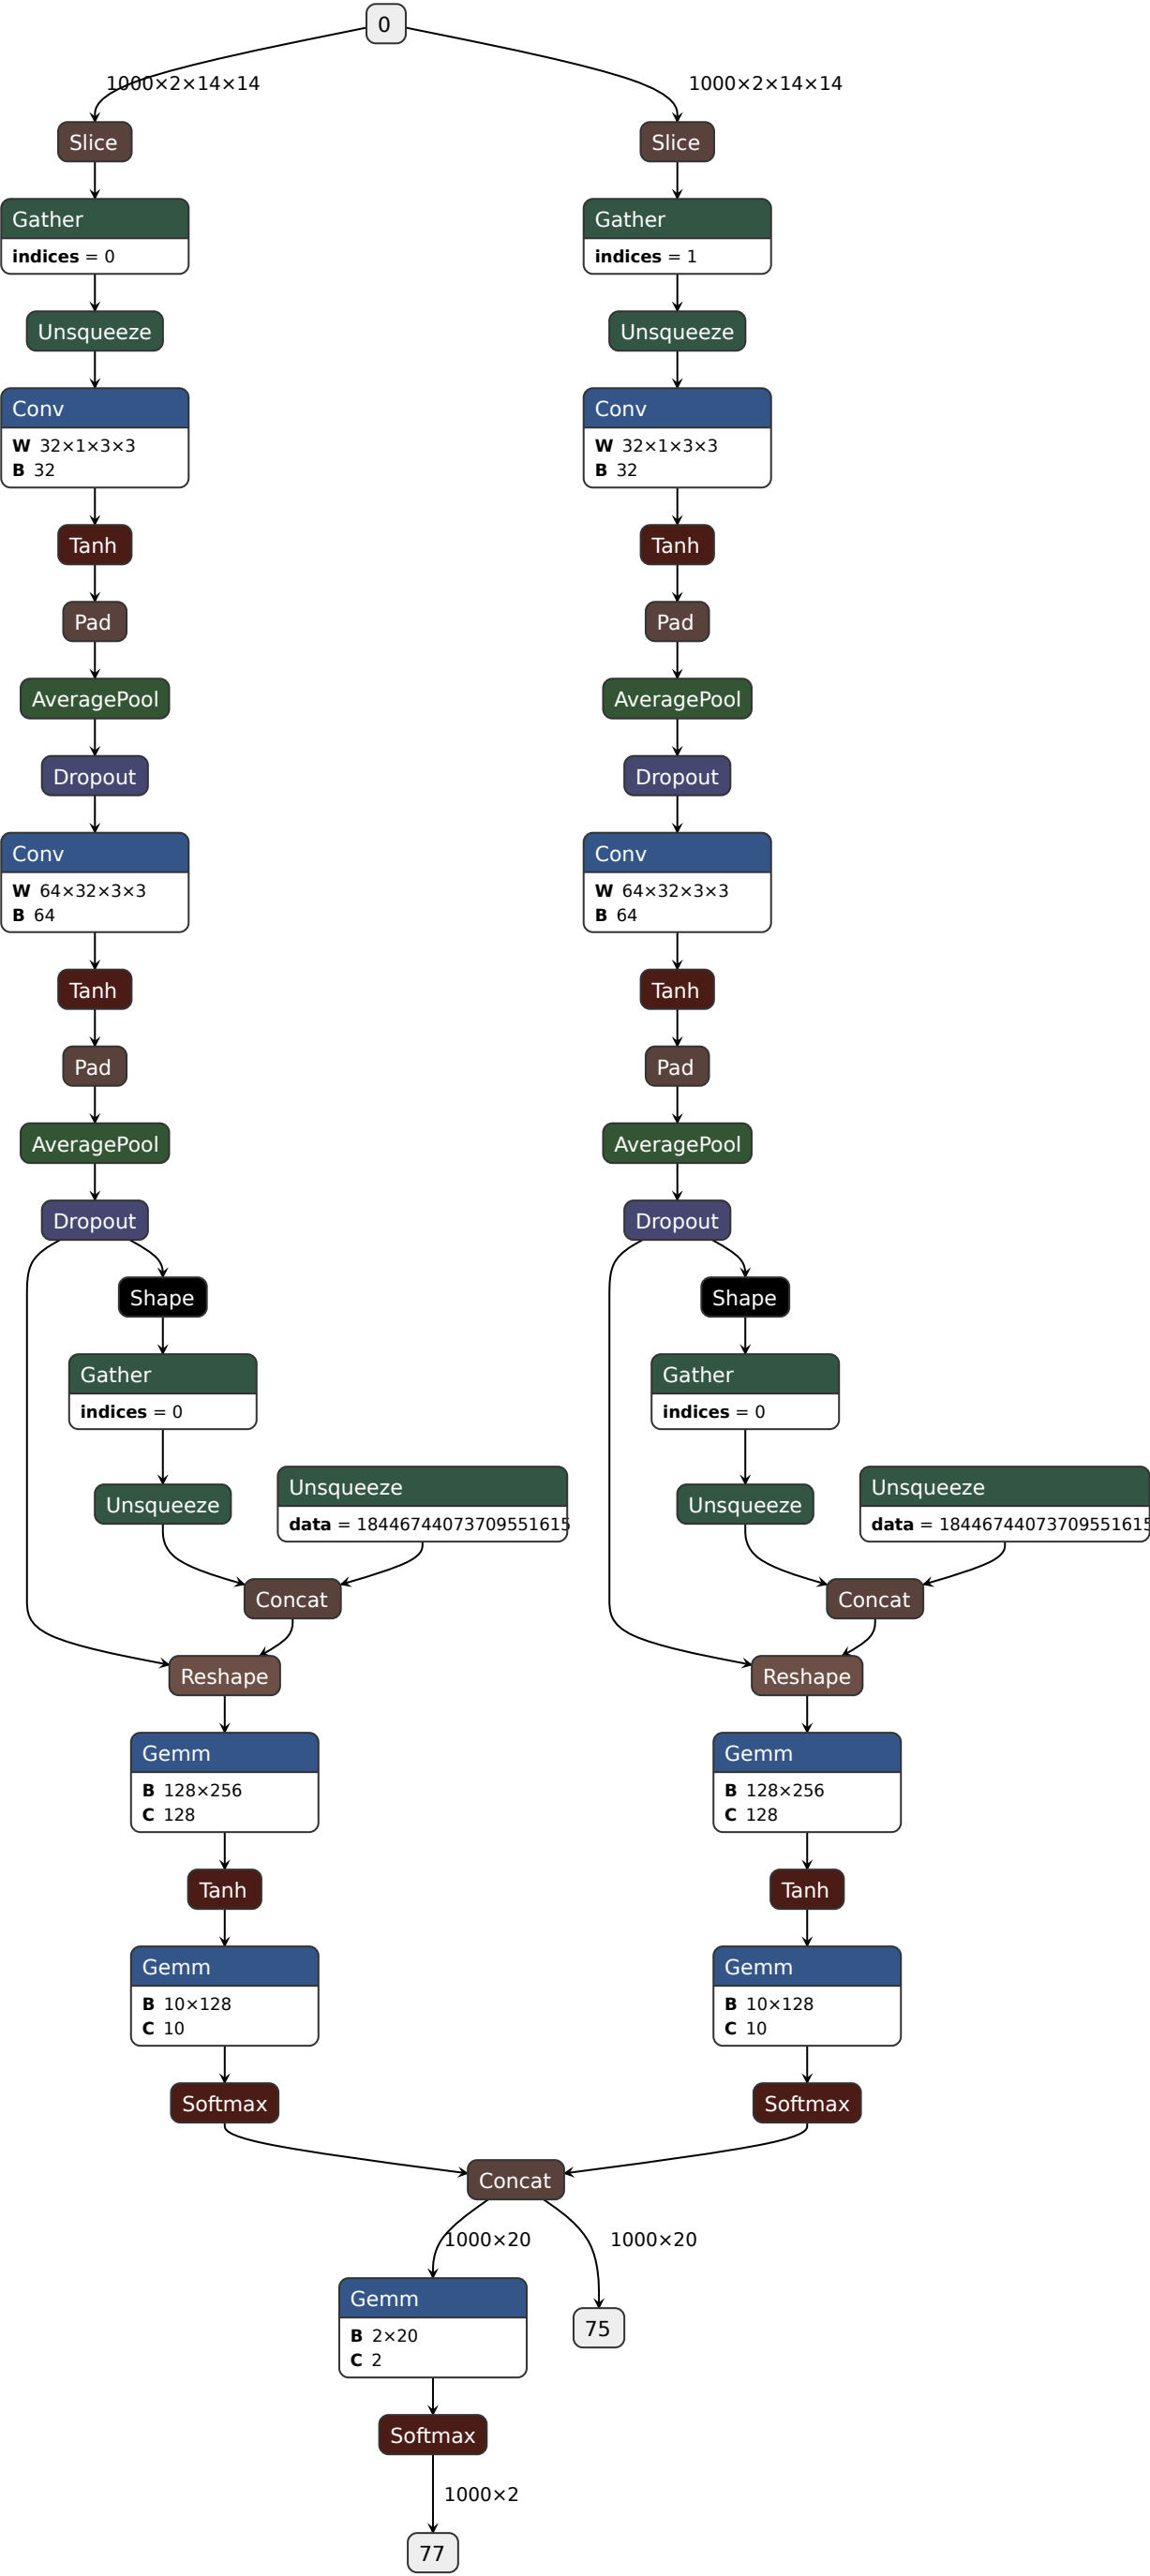 0
1000×2×14×14
1000×2×14×14
Slice
Slice
Gather
indices = 0
Gather
indices = 1
Unsqueeze
Unsqueeze
Conv
W 32×1×3×3
B 32
Conv
W 32×1×3×3
B 32
Tanh
Tanh
Pad
Pad
AveragePool
AveragePool
Dropout
Dropout
Conv
W 64×32×3×3
B 64
Conv
W 64×32×3×3
B 64
Tanh
Tanh
Pad
Pad
AveragePool
AveragePool
Dropout
Dropout
Shape
Shape
Gather
indices = 0
Gather
indices = 0
Unsqueeze
Unsqueeze
data = 18446744073709551615
Unsqueeze
Unsqueeze
data = 18446744073709551615
Concat
Concat
Reshape
Reshape
Gemm
B 128×256
C 128
Gemm
B 128×256
C 128
Tanh
Tanh
Gemm
B 10×128
C 10
Gemm
B 10×128
C 10
Softmax
Softmax
Concat
1000×20
1000×20
Gemm
B 2×20
C 2
75
Softmax
1000×2
77